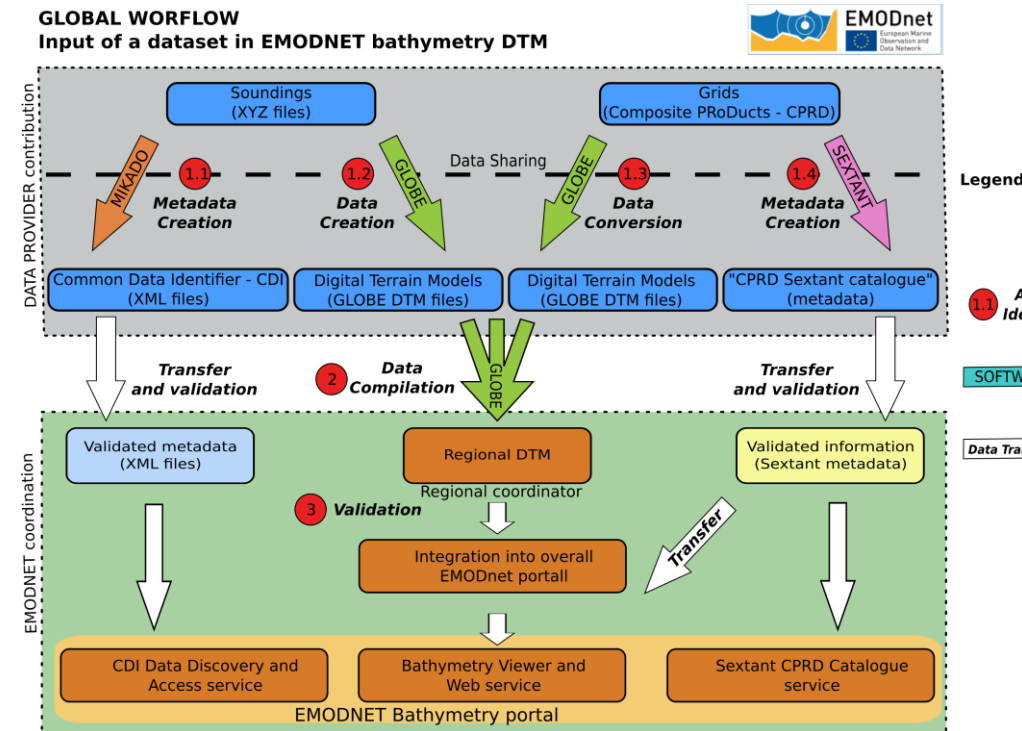 GLOBAL WORFLOW
Input of a dataset in EMODNET bathymetry DTM
EMODnet
European Marine
Observation and
Data Network
DATA PROVIDER contribution
Soundings
(XYZ files)
Grids
(Composite PRoDucts - CPRD)
Data Sharing
MIKADO
1.1
Metadata
Creation
1.2
Data
Creation
GLOBE
GLOBE
1.3
Data
Conversion
1.4
Metadata
Creation
SEXTANT
Common Data Identifier - CDI
(XML files)
Digital Terrain Models
(GLOBE DTM files)
Digital Terrain Models
(GLOBE DTM files)
"CPRD Sextant catalogue"
(metadata)
Transfer
and validation
2
Data
Compilation
GLOBE
Transfer
and validation
EMODNET coordination
Validated metadata
(XML files)
Regional DTM
Regional coordinator
Validated information
(Sextant metadata)
3
Validation
Transfer
Integration into overall
EMODnet portall
CDI Data Discovery and
Access service
Bathymetry Viewer and
Web service
Sextant CPRD Catalogue
service
EMODNET Bathymetry portal
Legend
1.1
A
Ide
SOFTW
Data Tra